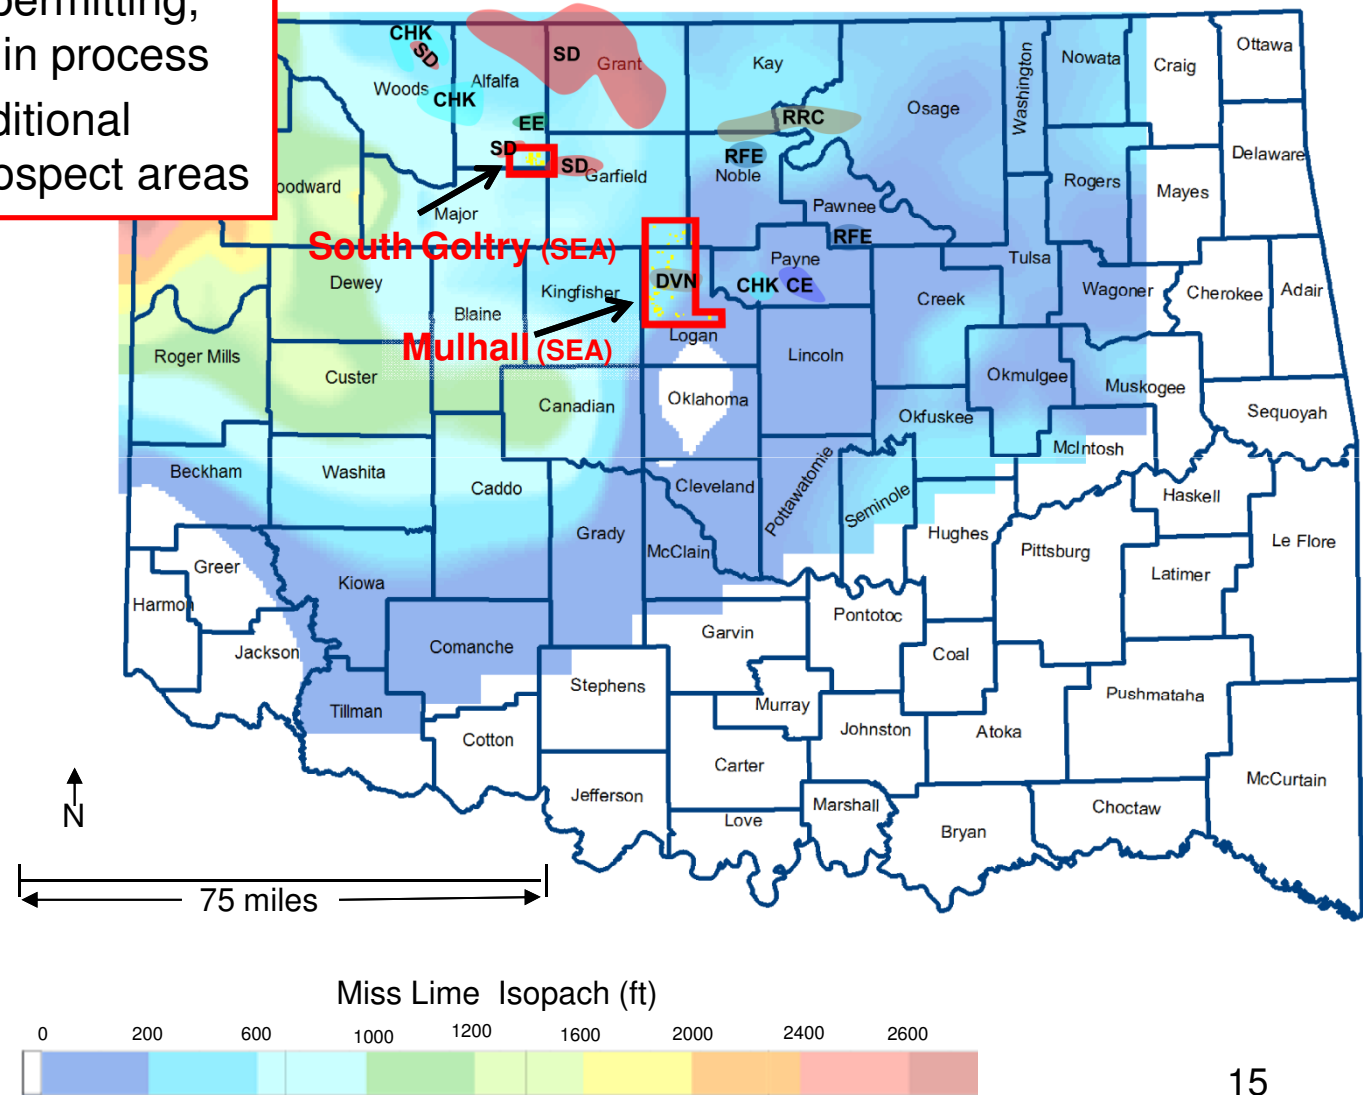 permitting,
in process
ditional
ospect areas
CHK
SD
SD
Grant
Kay
Washington
Nowata
Craig
Ottawa
Woods
CHK
Alfalfa
Osage
EE
RRC
SD
SD
Garfield
RFE
Noble
Rogers
Mayes
Delaware
oodward
Major
Pawnee
South Goltry (SEA)
RFE
Payne
Tulsa
Dewey
Kingfisher
DVN
CHK
CE
Creek
Wagoner
Cherokee
Adair
Blaine
Mulhall (SEA)
Logan
Roger Mills
Custer
Lincoln
Okmulgee
Muskogee
Canadian
Oklahoma
Okfuskee
Sequoyah
McIntosh
Beckham
Washita
Caddo
Cleveland
Pottawatomie
Seminole
Haskell
Grady
McClain
Hughes
Pittsburg
Le Flore
Greer
Kiowa
Latimer
Harmon
Pontotoc
Jackson
Comanche
Garvin
Coal
Stephens
Pushmataha
Tillman
Murray
Johnston
Atoka
Cotton
Carter
McCurtain
Jefferson
Marshall
Choctaw
Love
Bryan
N
75 miles
Miss Lime Isopach (ft)
0 200 600 1000 1200 1600 2000 2400 2600
15